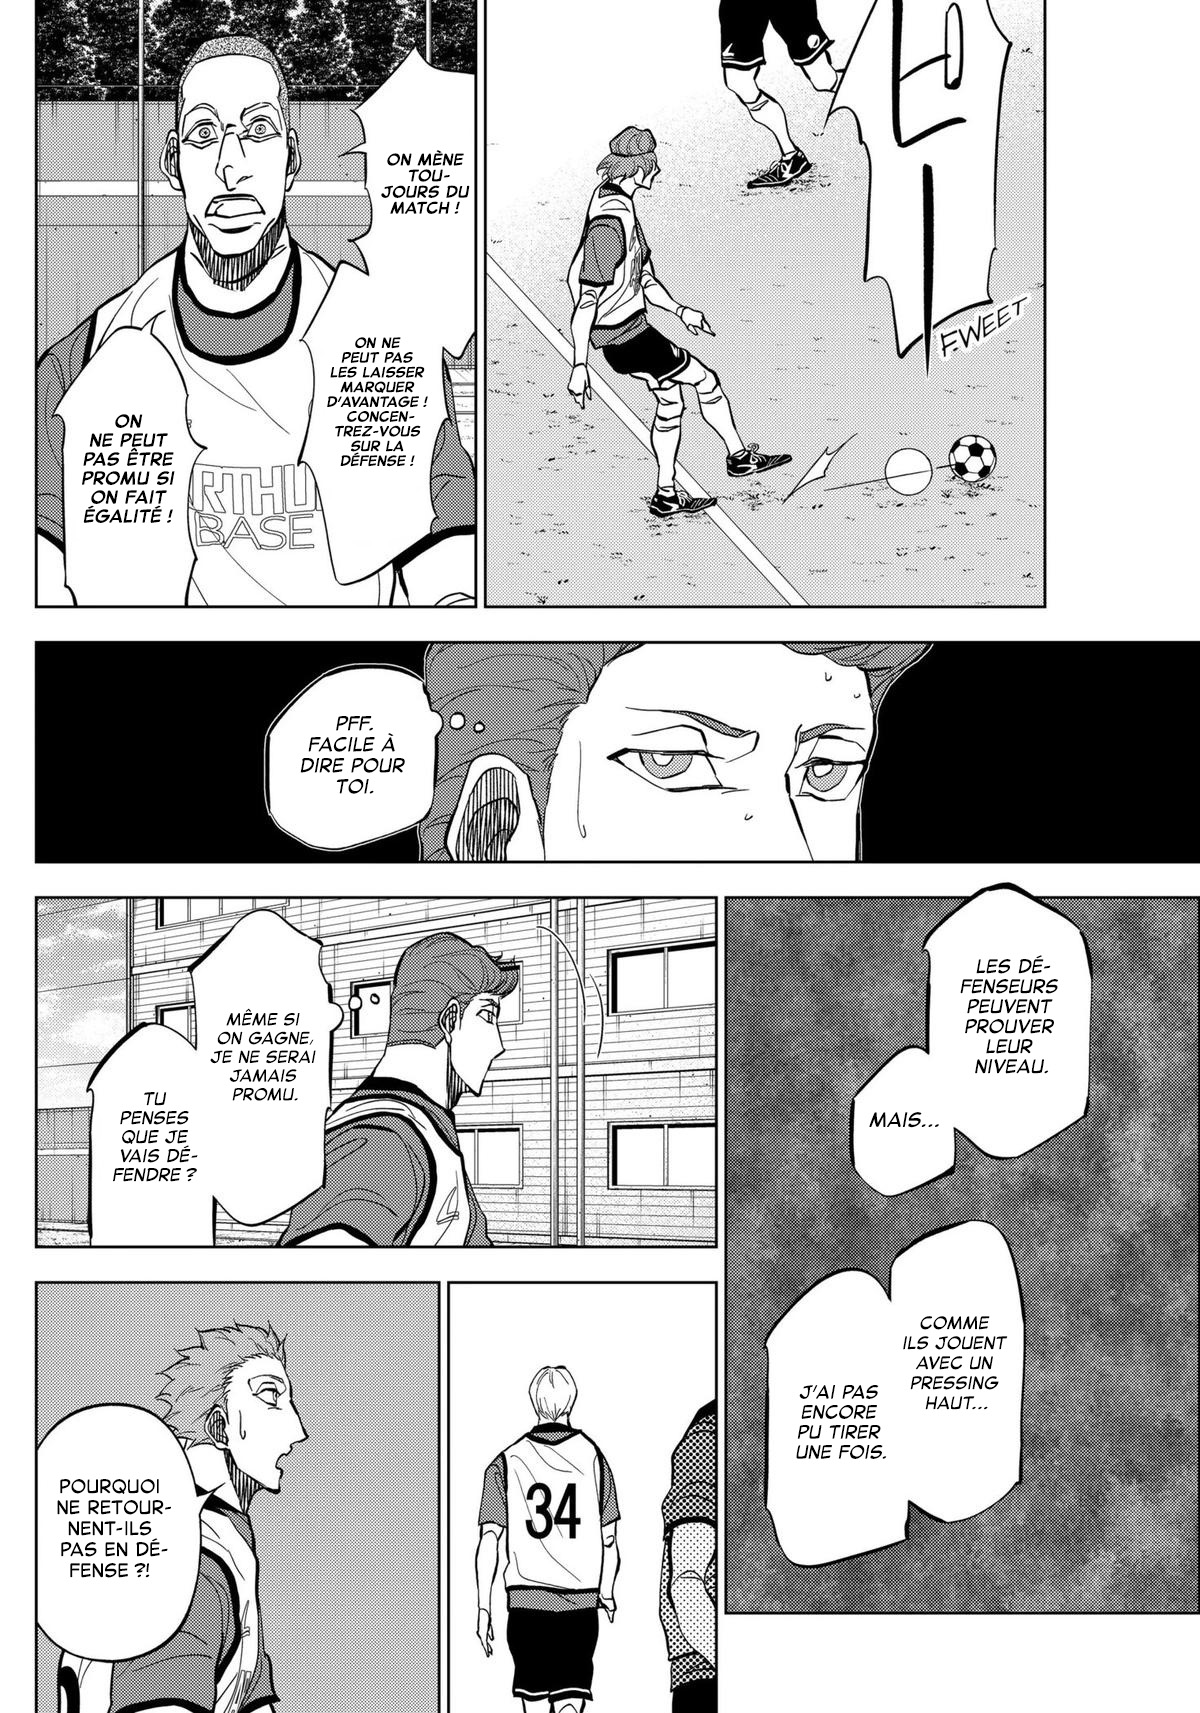 ピー
FWEET
ON MÈNE
TOU-
JOURS DU
MATCH !
ON NE
PEUT PAS
LES LAISSER
MARQUER
D'AVANTAGE !
CONCEN-
TREZ-VOUS
SUR LA
DÉFENSE !
ON
NE PEUT
PAS ÊTRE
PROMU SI
ON FAIT
ÉGALITÉ !
RTHU
BASE
PFF.
FACILE À
DIRE POUR
TOI.
LES DÉ-
FENSEURS
PEUVENT
PROUVER
LEUR
NIVEAU.
MAIS...
COMME
ILS JOUENT
AVEC UN
PRESSING
HAUT...
J'AI PAS
ENCORE
PU TIRER
UNE FOIS.
MÊME SI
ON GAGNE,
JE NE SERAI
JAMAIS
PROMU.
TU
PENSES
QUE JE
VAIS DÉ-
FENDRE ?
34
POURQUOI
NE RETOUR-
NENT-ILS
PAS EN DÉ-
FENSE ?!